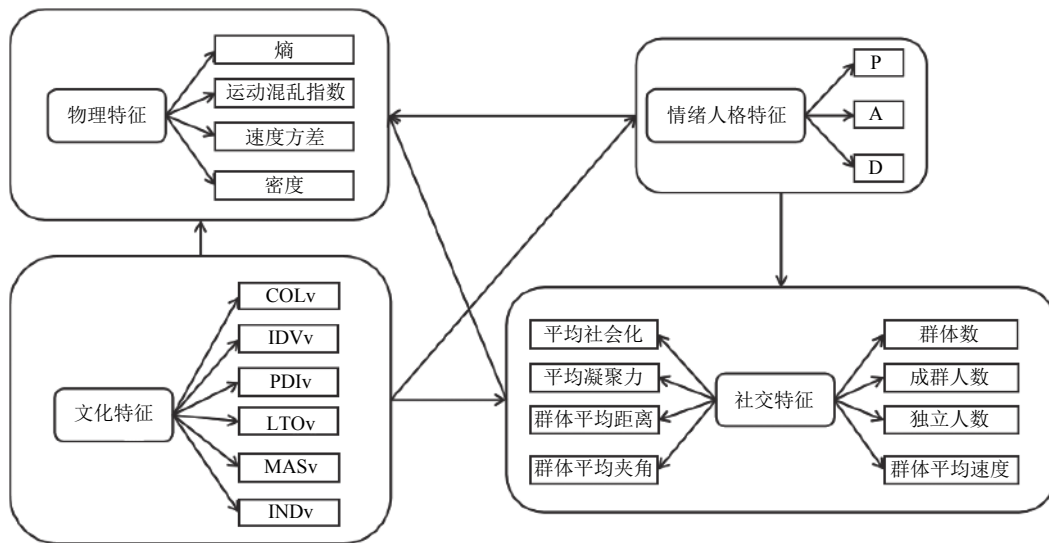 物理特征
熵
运动混乱指数
速度方差
密度
情绪人格特征
P
A
D
文化特征
COLv
IDVv
PDIv
LTOv
MASv
INDv
平均社会化
平均凝聚力
群体平均距离
群体平均夹角
社交特征
群体数
成群人数
独立人数
群体平均速度